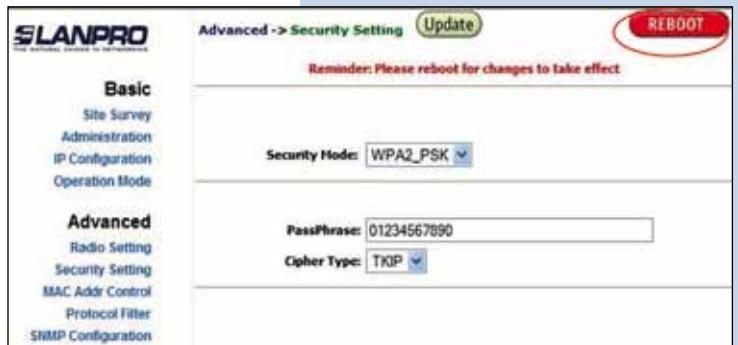 SLANPRO
Advanced -> Security Setting
Update
REBOOT
Reminder: Please reboot for changes to take effect
Basic
Site Survey
Administration
IP Configuration
Operation Mode
Security Mode: WPA2_PSK
Advanced
Radio Setting
Security Setting
MAC Addr Control
Protocol Filter
SNMP Configuration
PassPhrase: 01234567890
Cipher Type: TKIP